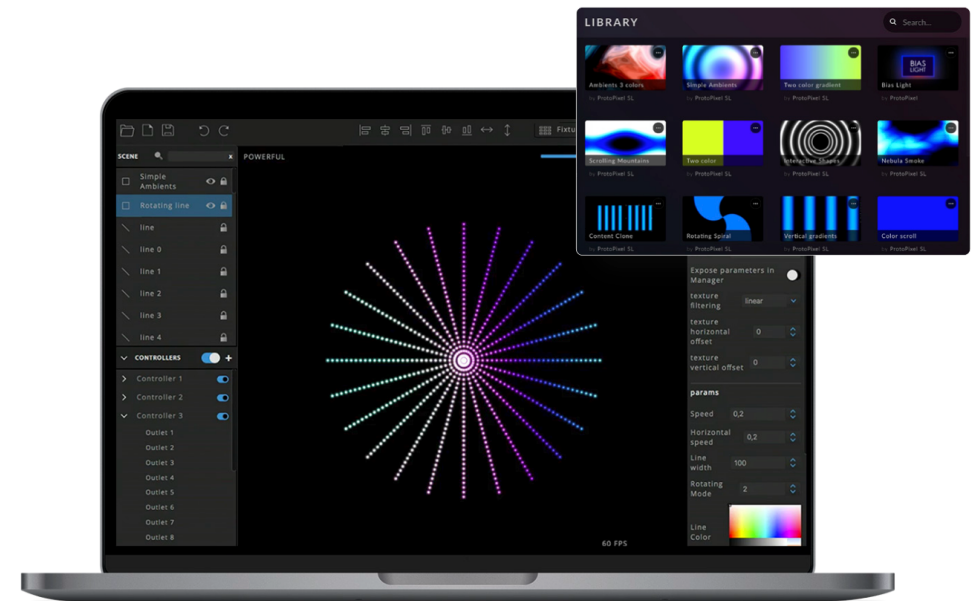 LIBRARY
Search...
Ambients 3 colors
by ProtoPixel SL
Simple Ambients
by ProtoPixel SL
Two color gradient
by ProtoPixel SL
Bias Light
by ProtoPixel
BIAS
LIGHT
Scrolling Mountains
by ProtoPixel SL
Two color
by ProtoPixel SL
Interactive Shapes
by ProtoPixel SL
Nebula Smoke
by ProtoPixel SL
Content Clone
by ProtoPixel SL
Rotating Spiral
by ProtoPixel SL
Vertical gradients
by ProtoPixel SL
Color scroll
by ProtoPixel SL
Fixtu
SCENE
x
POWERFUL
Simple
Ambients
Rotating line
line
line 0
line 1
line 2
line 3
line 4
CONTROLLERS
Controller 1
Controller 2
Controller 3
Outlet 1
Outlet 2
Outlet 3
Outlet 4
Outlet 5
Outlet 6
Outlet 7
Outlet 8
60 FPS
Expose parameters in
Manager
texture
filtering
linear
texture
horizontal
offset
0
texture
vertical offset
0
params
Speed
0,2
Horizontal
speed
0,2
Line
width
100
Rotating
Mode
2
Line
Color